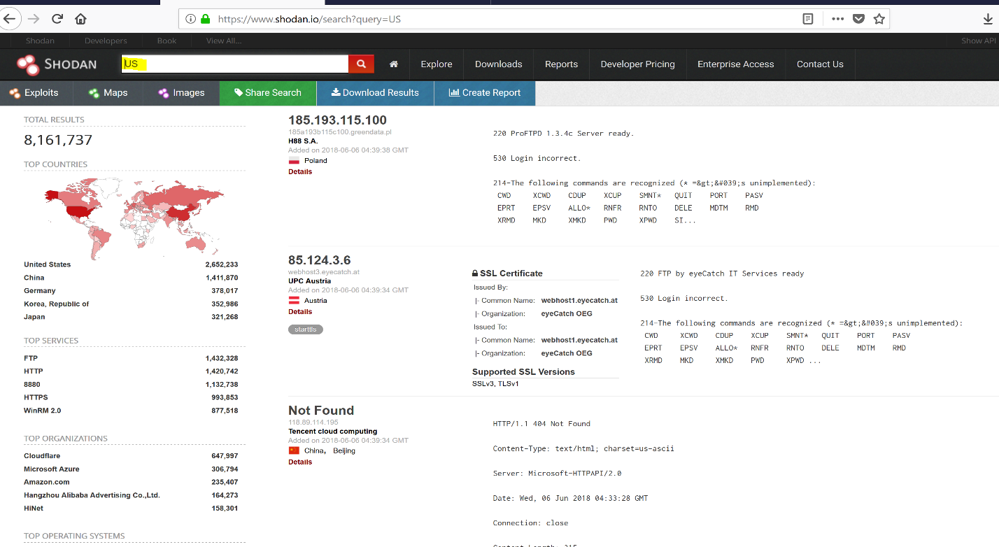 https://www.shodan.io/search?query=US
Shodan Developers Book View All... Show API
SHODAN US Explore Downloads Reports Developer Pricing Enterprise Access Contact Us
Exploits Maps Images Share Search Download Results Create Report
TOTAL RESULTS
8,161,737
TOP COUNTRIES
United States 2,652,233
China 1,411,870
Germany 378,017
Korea, Republic of 352,986
Japan 321,268
TOP SERVICES
FTP 1,432,328
HTTP 1,420,742
8880 1,132,738
HTTPS 993,853
WinRM 2.0 877,518
TOP ORGANIZATIONS
Cloudflare 647,997
Microsoft Azure 306,794
Amazon.com 235,407
Hangzhou Alibaba Advertising Co.,Ltd. 164,273
HiNet 158,301
TOP OPERATING SYSTEMS
185.193.115.100
185a193b115c100.greendata.pl
H88 S.A.
Added on 2018-06-06 04:39:38 GMT
Poland
Details
220 ProFTPD 1.3.4c Server ready.
530 Login incorrect.
214-The following commands are recognized (* =&gt;&#039;s unimplemented):
CWD XCWD CDUP XCUP SMNT* QUIT PORT PASV
EPRT EPSV ALLO* RNFR RNTO DELE MDTM RMD
XRMD MKD XMKD PWD XPWD SI...
85.124.3.6
webhost3.eyecatch.at
UPC Austria
Added on 2018-06-06 04:39:34 GMT
Austria
Details
starttls
SSL Certificate
Issued By:
|- Common Name: webhost1.eyecatch.at
|- Organization: eyeCatch OEG
Issued To:
|- Common Name: webhost1.eyecatch.at
|- Organization: eyeCatch OEG
Supported SSL Versions
SSLv3, TLSv1
220 FTP by eyeCatch IT Services ready
530 Login incorrect.
214-The following commands are recognized (* =&gt;&#039;s unimplemented):
CWD XCWD CDUP XCUP SMNT* QUIT PORT PASV
EPRT EPSV ALLO* RNFR RNTO DELE MDTM RMD
XRMD MKD XMKD PWD XPWD ...
Not Found
118.89.114.195
Tencent cloud computing
Added on 2018-06-06 04:39:34 GMT
China, Beijing
Details
HTTP/1.1 404 Not Found
Content-Type: text/html; charset=us-ascii
Server: Microsoft-HTTPAPI/2.0
Date: Wed, 06 Jun 2018 04:33:28 GMT
Connection: close